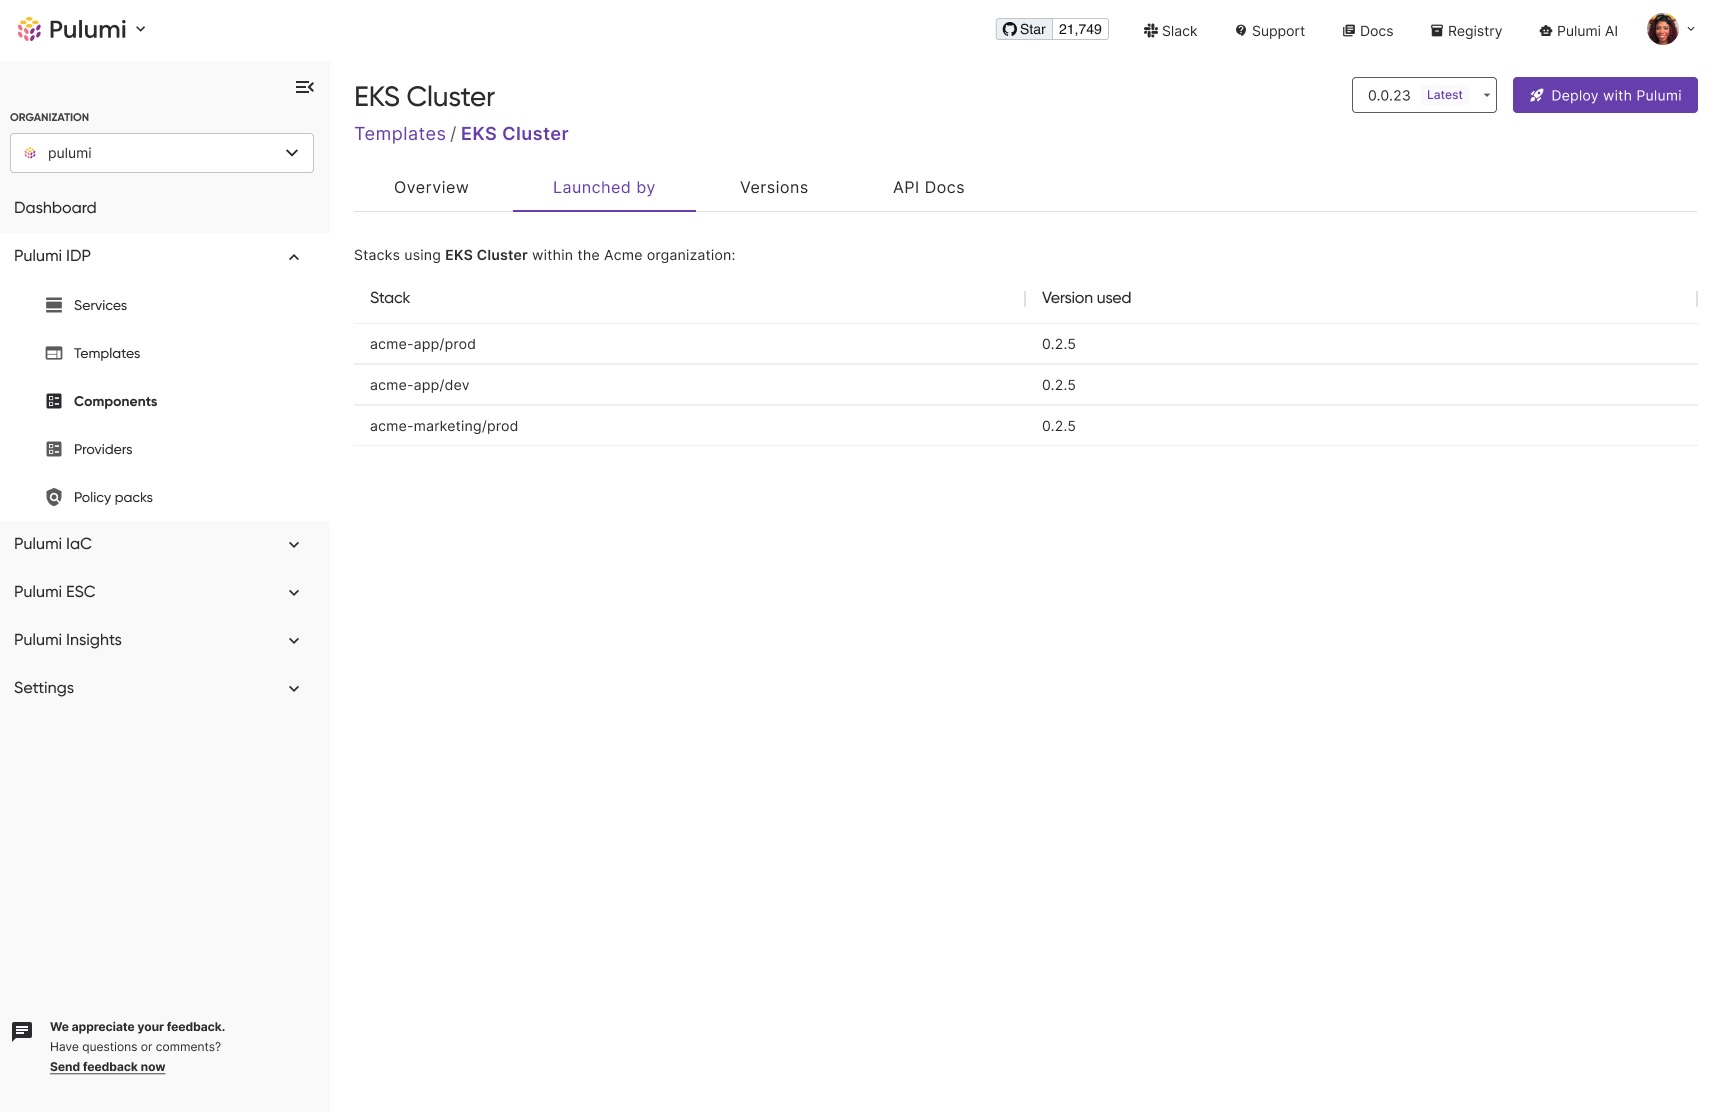 Pulumi
Star 21,749
Slack
Support
Docs
Registry
Pulumi AI
ORGANIZATION
pulumi
Dashboard
Pulumi IDP
Services
Templates
Components
Providers
Policy packs
Pulumi IaC
Pulumi ESC
Pulumi Insights
Settings
We appreciate your feedback.
Have questions or comments?
Send feedback now
EKS Cluster
0.0.23 Latest
Deploy with Pulumi
Templates / EKS Cluster
Overview
Launched by
Versions
API Docs
Stacks using EKS Cluster within the Acme organization:
Stack Version used
acme-app/prod 0.2.5
acme-app/dev 0.2.5
acme-marketing/prod 0.2.5